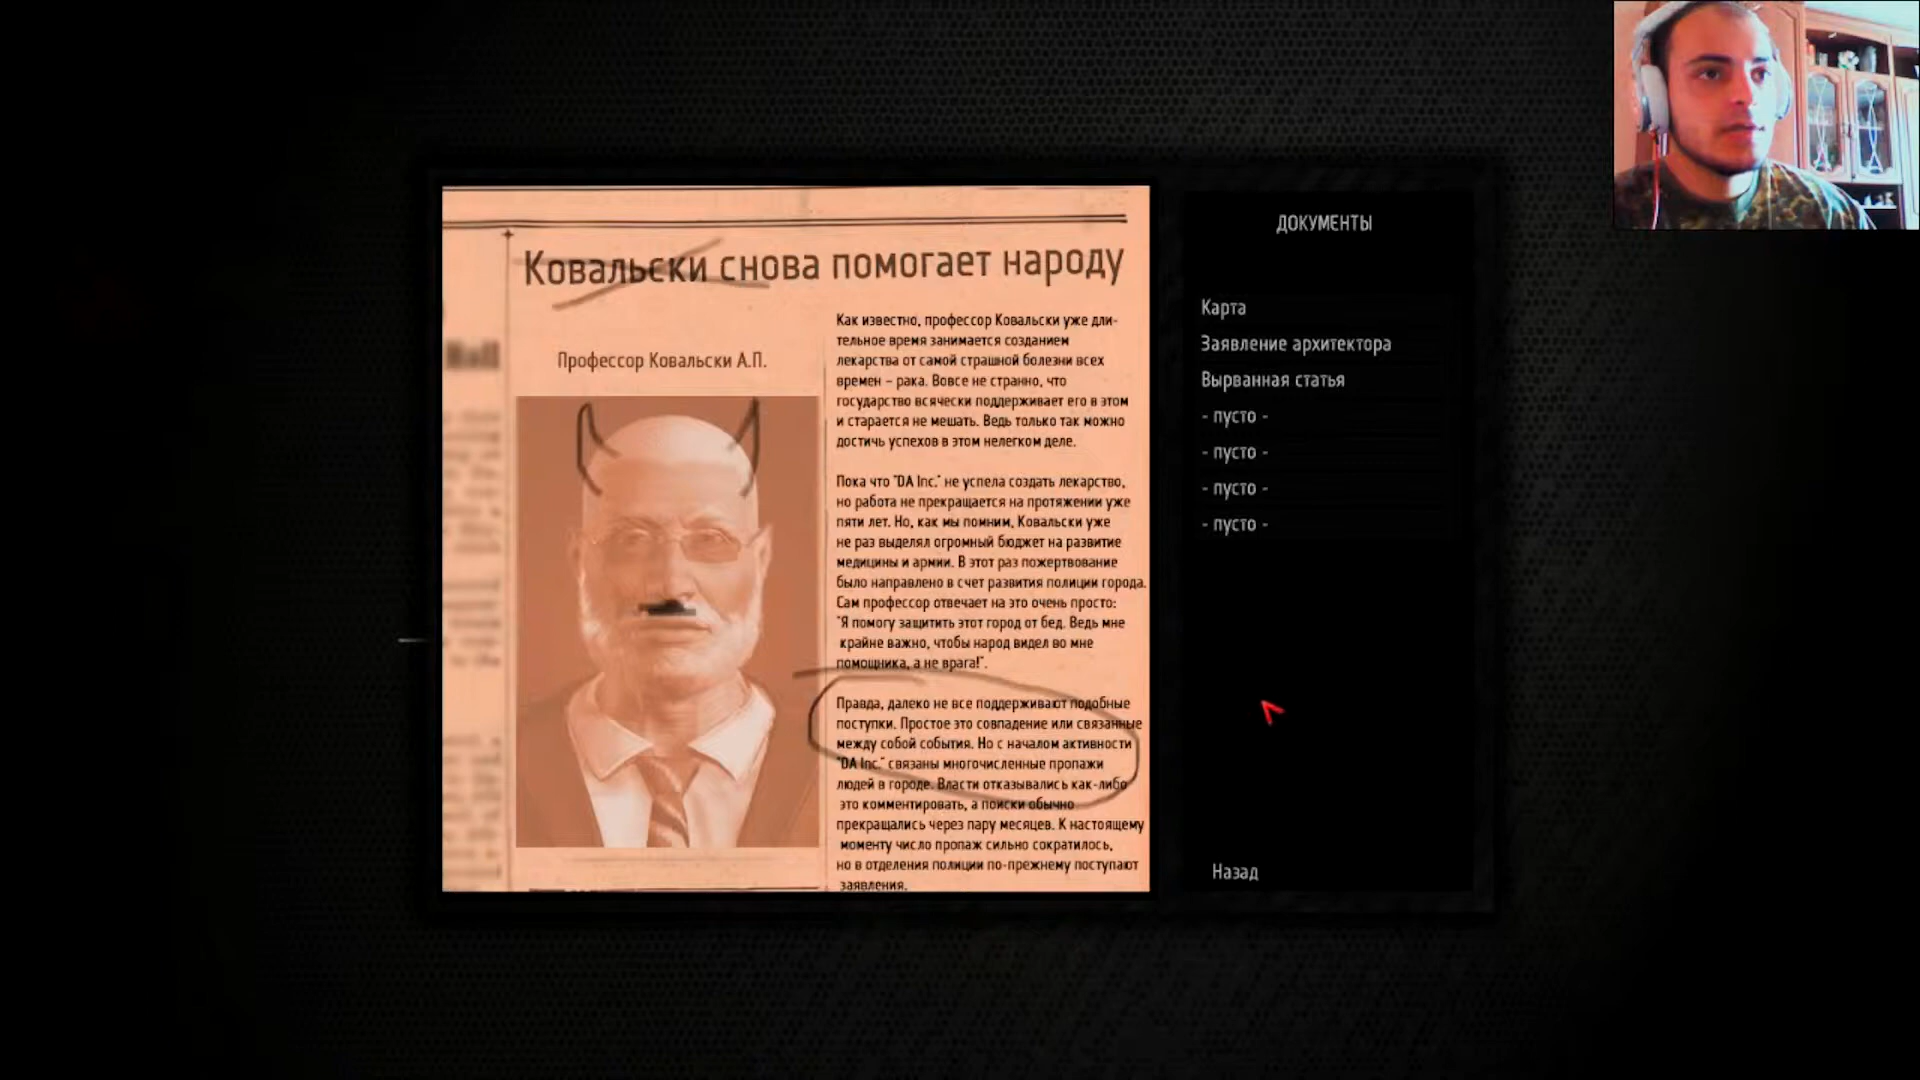 Ковальски снова помогает народу
Профессор Ковальски А.П.
Как известно, профессор Ковальски уже дли-
тельное время занимается созданием
лекарства от самой страшной болезни всех
времен – рака. Вовсе не странно, что
государство всячески поддерживает его в этом
и старается не мешать. Ведь только так можно
достичь успехов в этом нелегком деле.
Пока что "DA Inc." не успела создать лекарство,
но работа не прекращается на протяжении уже
пяти лет. Но, как мы помним, Ковальски уже
не раз выделял огромный бюджет на развитие
медицины и армии. В этот раз пожертвование
было направлено в счет развития полиции города.
Сам профессор отвечает на это очень просто:
"Я помогу защитить этот город от бед. Ведь мне
крайне важно, чтобы народ видел во мне
помощника, а не врага!".
Правда, далеко не все поддерживают подобные
поступки. Простое это совпадение или связанные
между собой события. Но с началом активности
"DA Inc." связаны многочисленные пропажи
людей в городе. Власти отказывались как-либо
это комментировать, а поиски обычно
прекращались через пару месяцев. К настоящему
моменту число пропаж сильно сократилось,
но в отделения полиции по-прежнему поступают
заявления.
ДОКУМЕНТЫ
Карта
Заявление архитектора
Вырванная статья
- пусто -
- пусто -
- пусто -
- пусто -
Назад